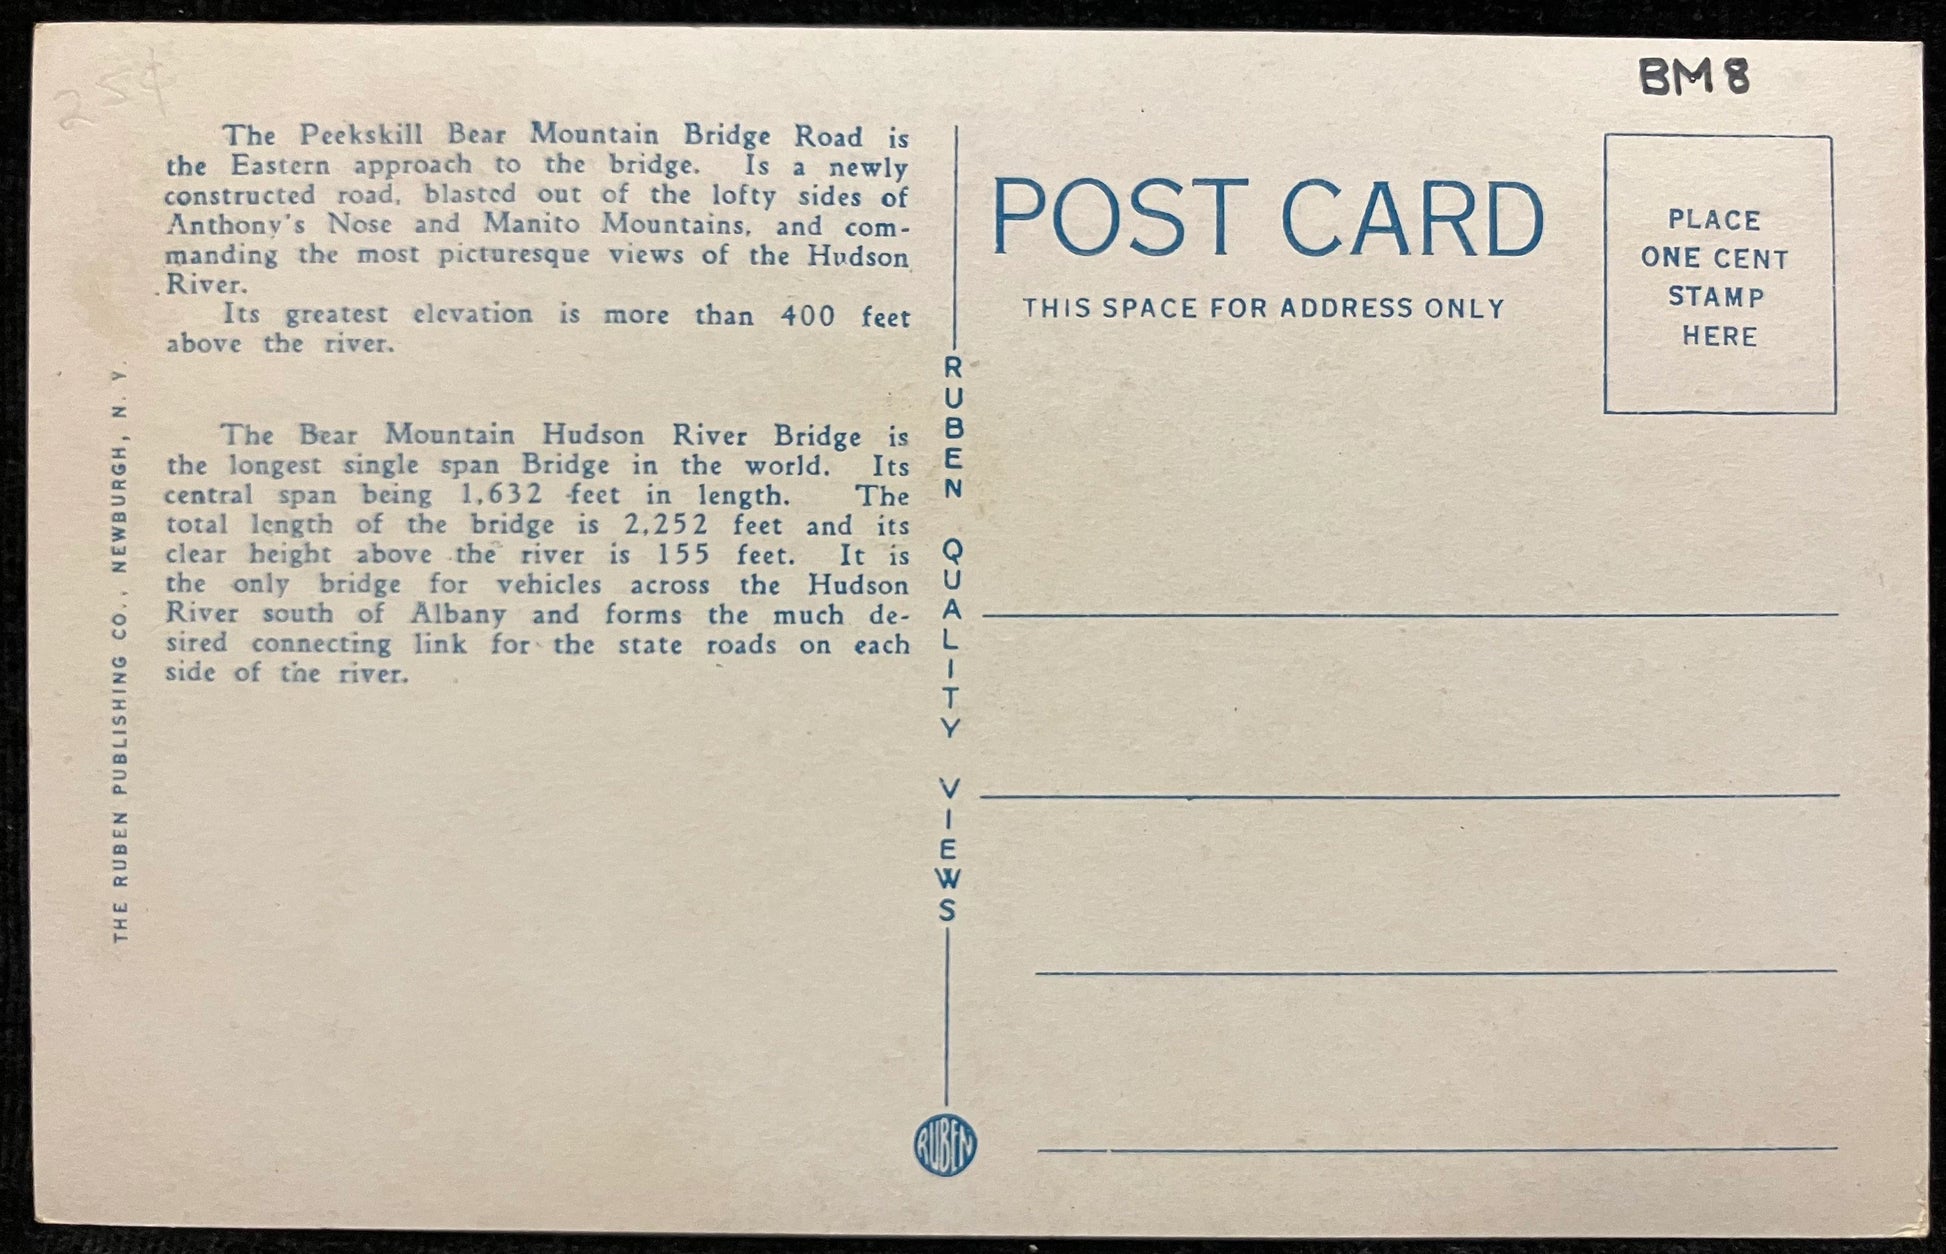 25¢
The Peekskill Bear Mountain Bridge Road is
the Eastern approach to the bridge. Is a newly
constructed road, blasted out of the lofty sides of
Anthony's Nose and Manito Mountains, and com-
manding the most picturesque views of the Hudson
River.
Its greatest elevation is more than 400 feet
above the river.
The Bear Mountain Hudson River Bridge is
the longest single span Bridge in the world. Its
central span being 1,632 feet in length. The
total length of the bridge is 2,252 feet and its
clear height above the river is 155 feet. It is
the only bridge for vehicles across the Hudson
River south of Albany and forms the much de-
sired connecting link for the state roads on each
side of the river.
THE RUBEN PUBLISHING CO., NEWBURGH, N. Y.
RUBEN QUALITY VIEWS
RUBEN
BM8
POST CARD
THIS SPACE FOR ADDRESS ONLY
PLACE
ONE CENT
STAMP
HERE